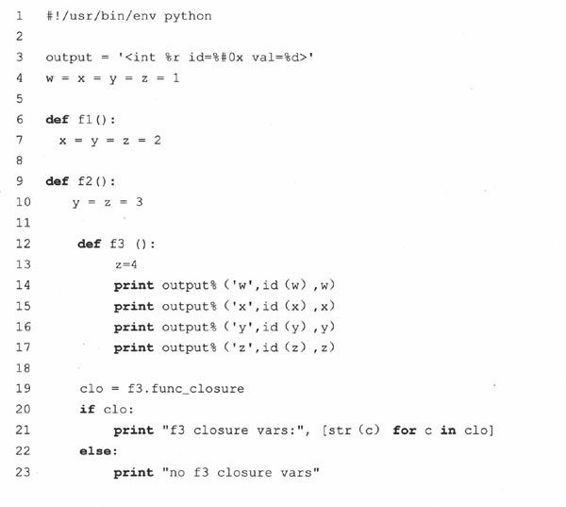 1 #!/usr/bin/env python
2
3 output = '<int %r id=%#0x val=%d>'
4 w = x = y = z = 1
5
6 def f1():
7 x = y = z = 2
8
9 def f2():
10 y = z = 3
11
12 def f3 ():
13 z=4
14 print output% ('w',id (w) ,w)
15 print output% ('x',id (x) ,x)
16 print output% ('y',id (y) ,y)
17 print output% ('z',id (z) ,z)
18
19 clo = f3.func_closure
20 if clo:
21 print "f3 closure vars:", [str (c) for c in clo]
22 else:
23 print "no f3 closure vars"